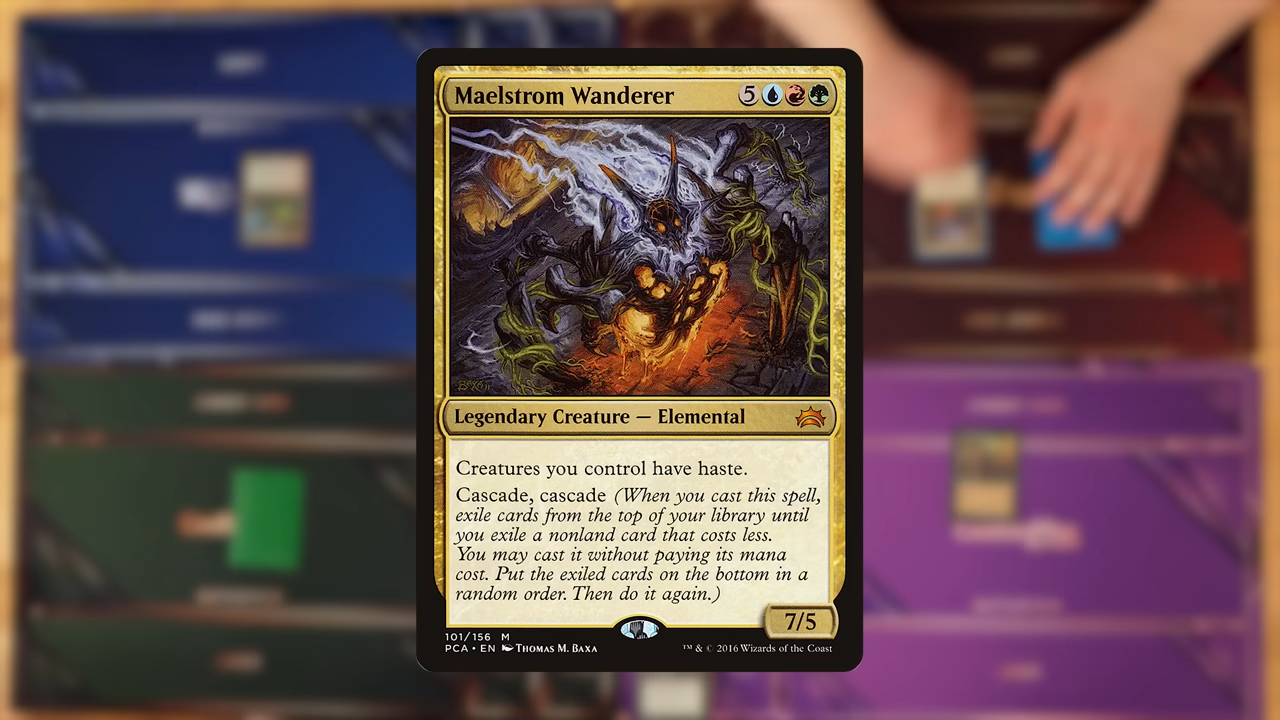 Maelstrom Wanderer 5
Legendary Creature — Elemental
Creatures you control have haste.
Cascade, cascade (When you cast this spell,
exile cards from the top of your library until
you exile a nonland card that costs less.
You may cast it without paying its mana
cost. Put the exiled cards on the bottom in a
random order. Then do it again.)
7/5
101/156 M
PCA • EN THOMAS M. BAXA
™ & © 2016 Wizards of the Coast